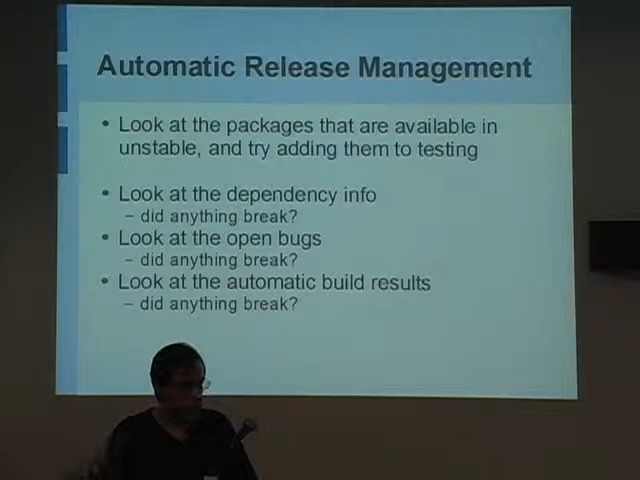 Automatic Release Management
• Look at the packages that are available in
unstable, and try adding them to testing
• Look at the dependency info
– did anything break?
• Look at the open bugs
– did anything break?
• Look at the automatic build results
– did anything break?